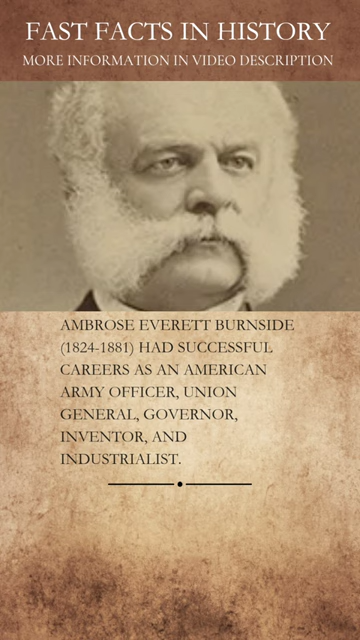 FAST FACTS IN HISTORY
MORE INFORMATION IN VIDEO DESCRIPTION
AMBROSE EVERETT BURNSIDE
(1824-1881) HAD SUCCESSFUL
CAREERS AS AN AMERICAN
ARMY OFFICER, UNION
GENERAL, GOVERNOR,
INVENTOR, AND
INDUSTRIALIST.